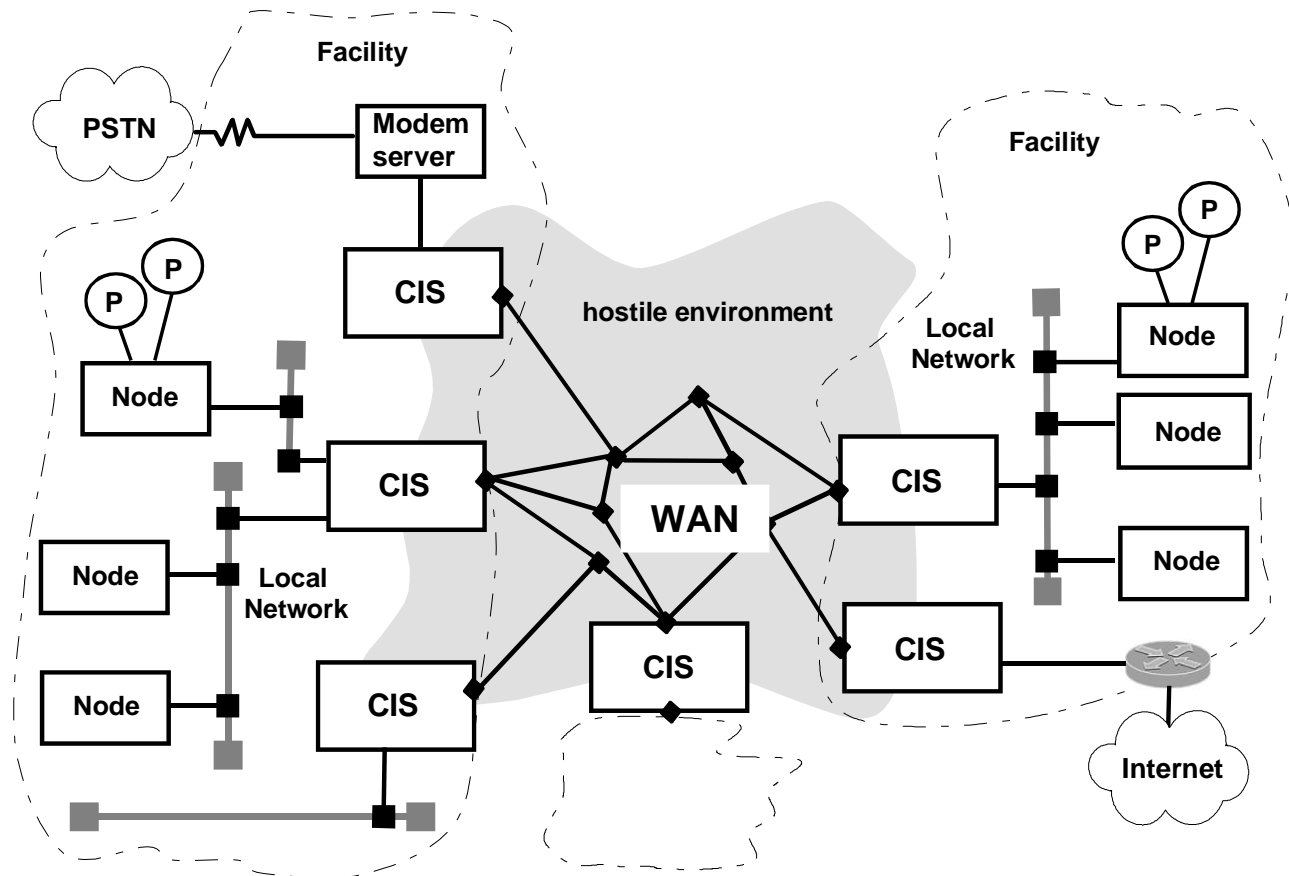 Facility
PSTN
Modem
server
Facility
P
P
P
P
CIS
hostile environment
Local
Network
Node
Node
Node
CIS
CIS
WAN
Node
Node
Local
Network
CIS
CIS
Node
CIS
Internet